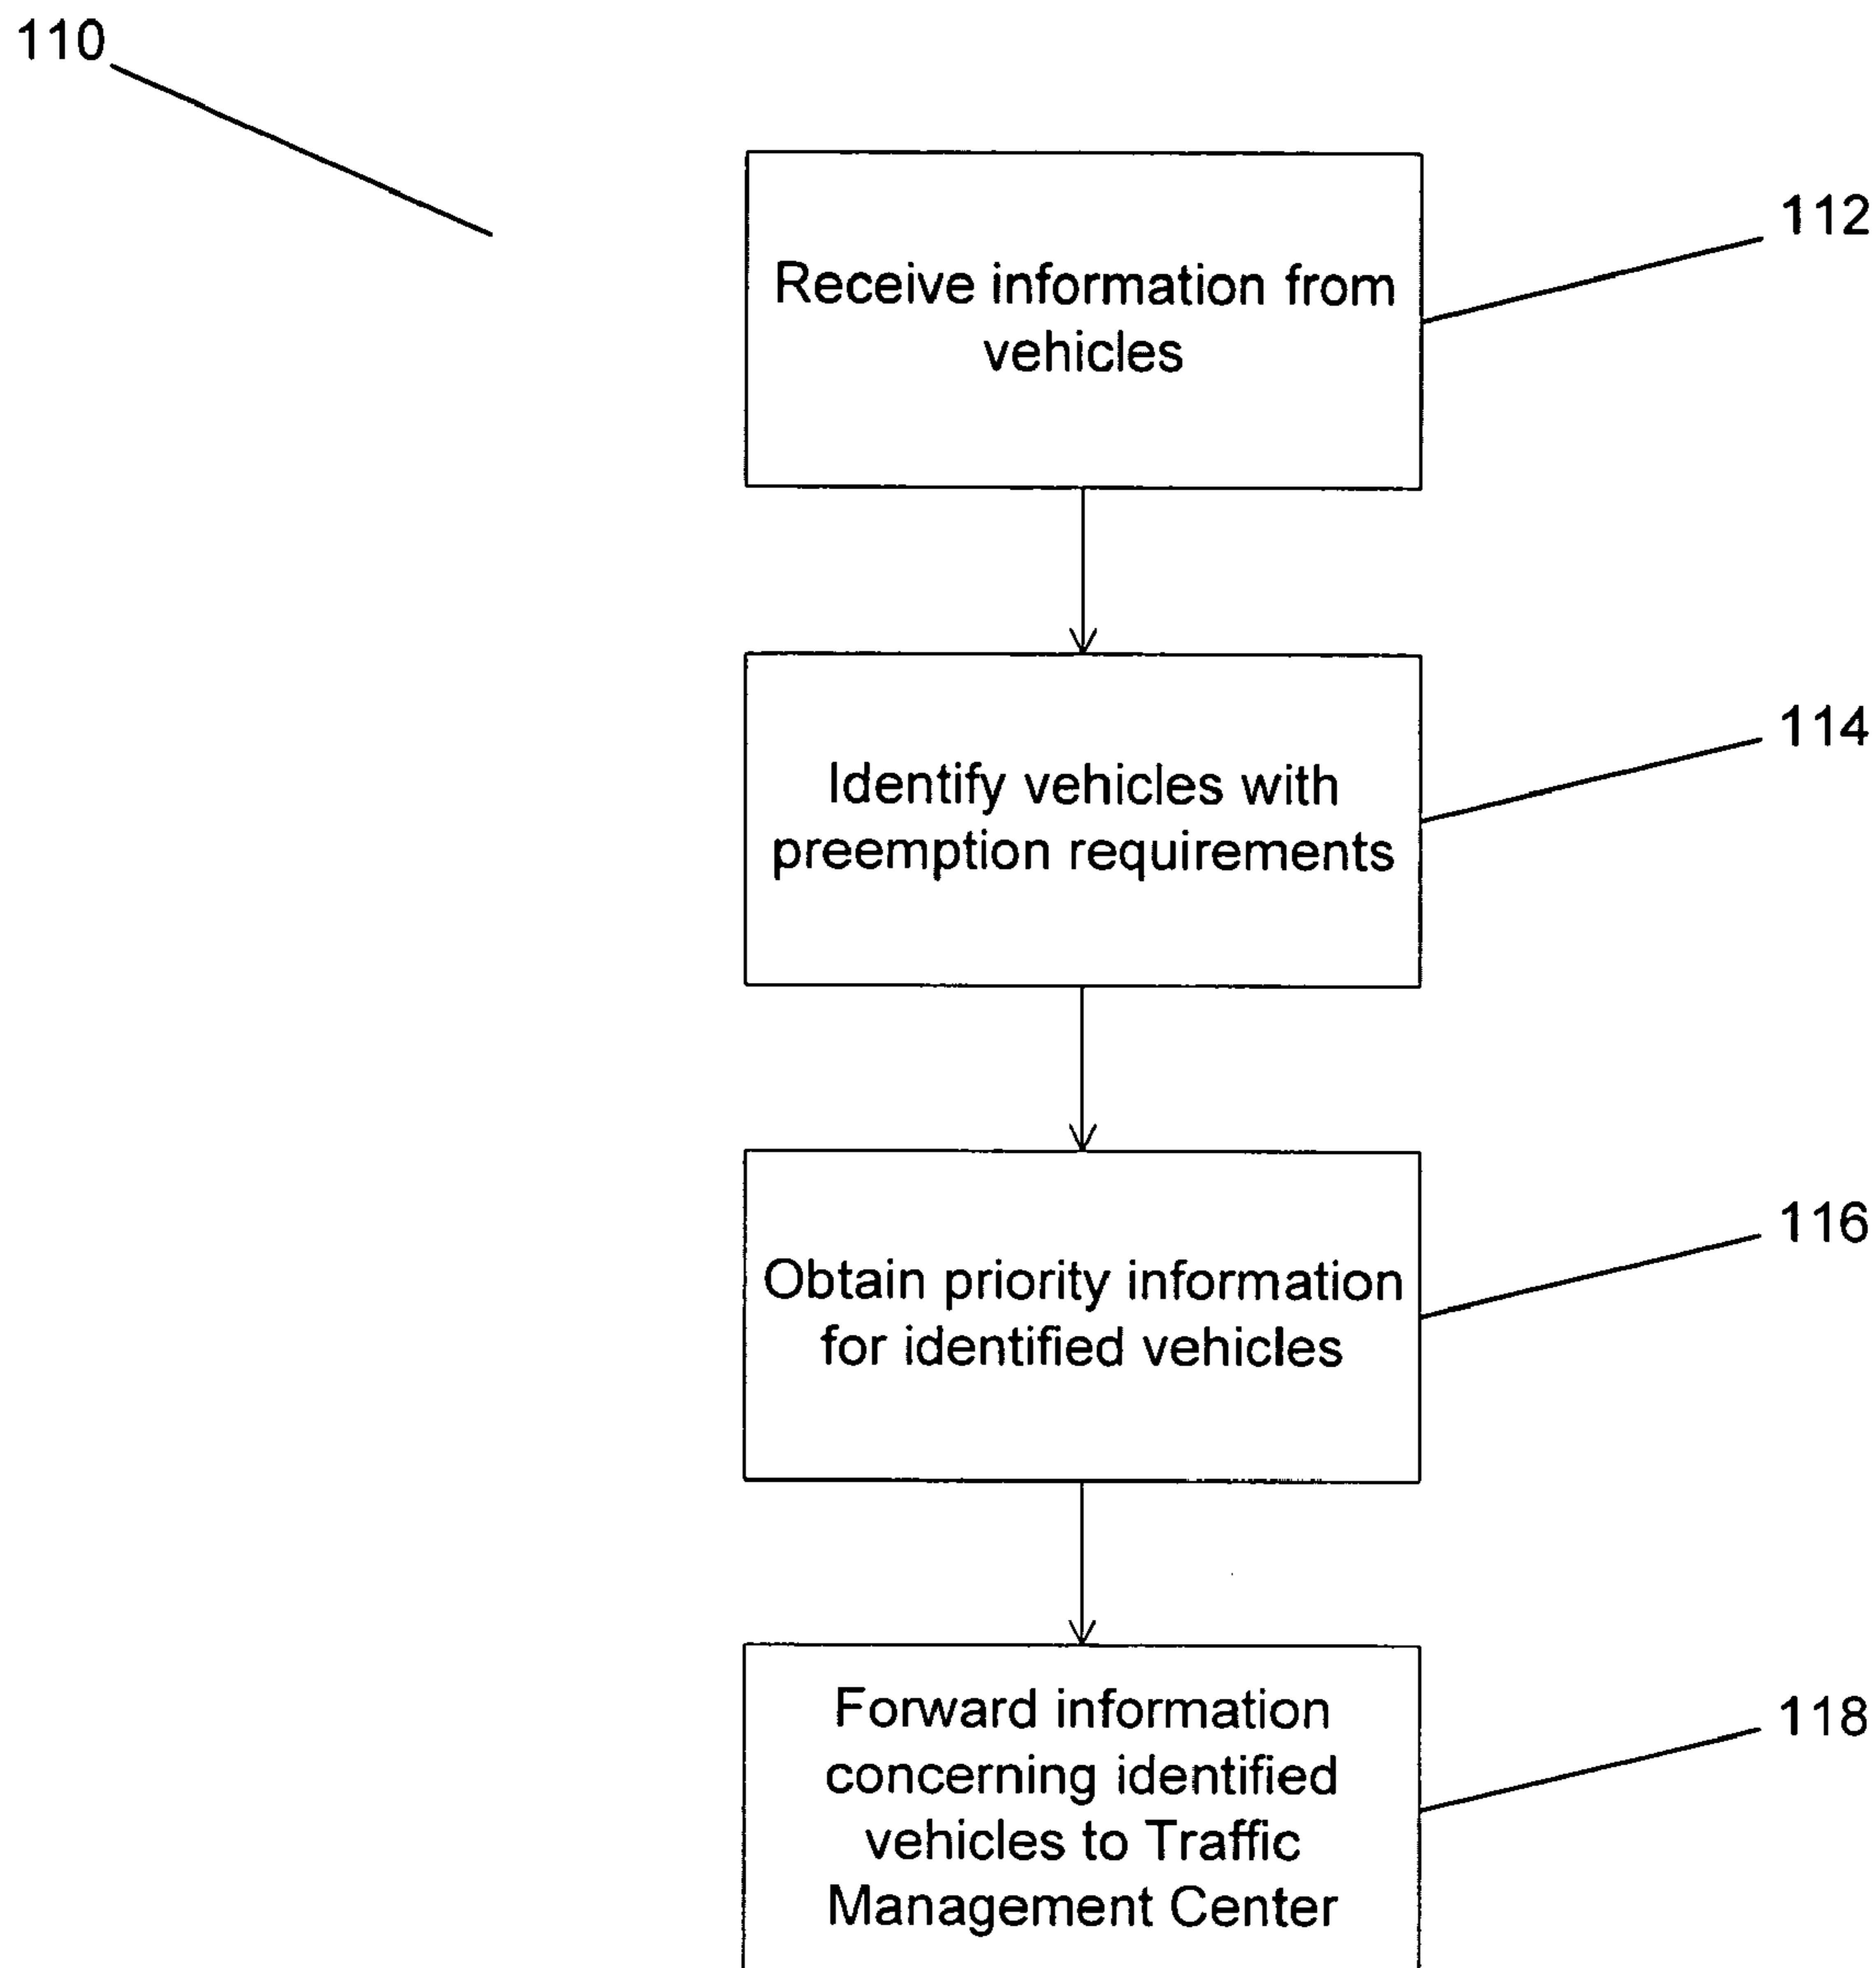 110
112
Receive information from
vehicles
114
Identify vehicles with
preemption requirements
116
Obtain priority information
for identified vehicles
118
Forward information
concerning identified
vehicles to Traffic
Management Center